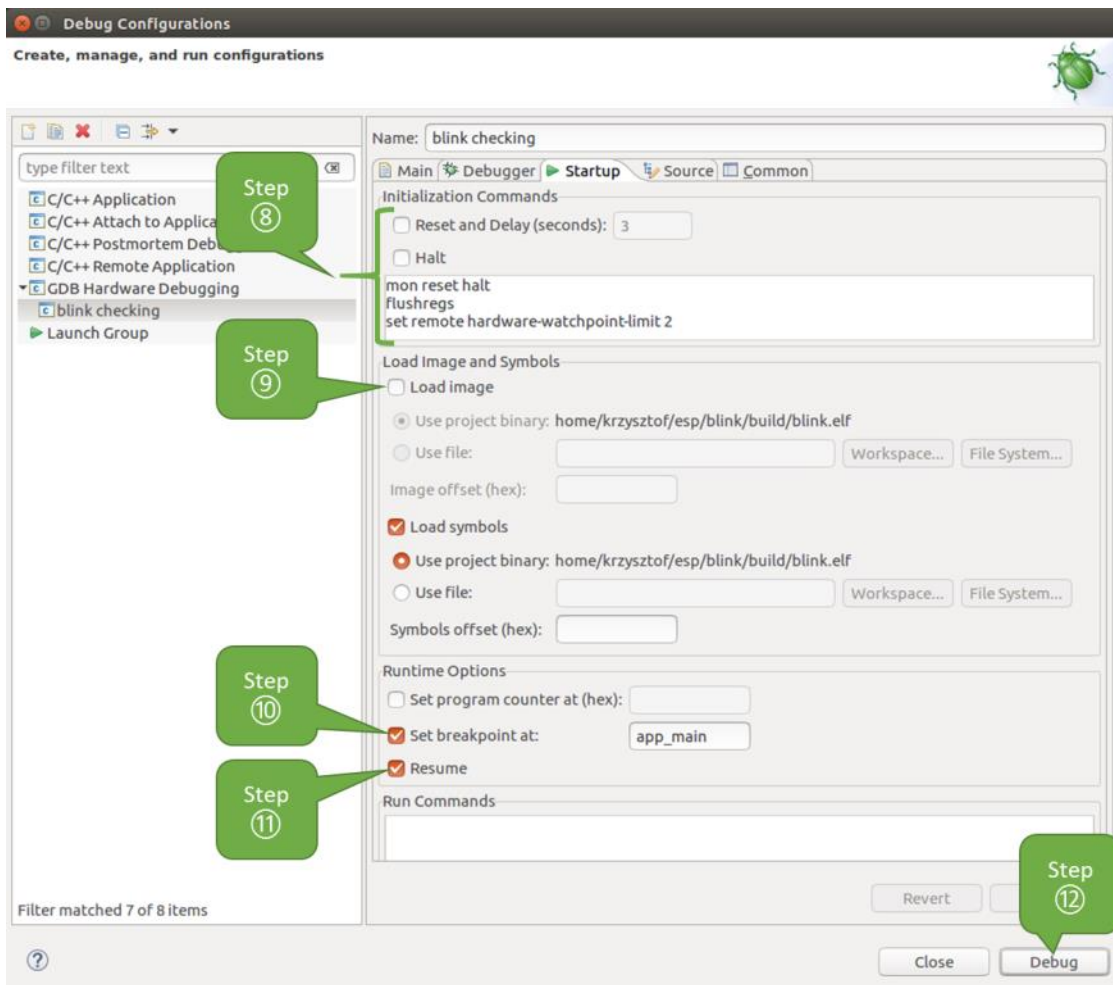 Debug Configurations
Create, manage, and run configurations
type filter text
C/C++ Application
C/C++ Attach to Applica
C/C++ Postmortem Debug
C/C++ Remote Application
GDB Hardware Debugging
blink checking
Launch Group
Filter matched 7 of 8 items
Name: blink checking
Main Debugger Startup Source Common
Initialization Commands
Step
⑧
Reset and Delay (seconds): 3
Halt
mon reset halt
flushregs
set remote hardware-watchpoint-limit 2
Load Image and Symbols
Step
⑨
Load image
Use project binary: home/krzysztof/esp/blink/build/blink.elf
Use file: Workspace... File System...
Image offset (hex):
Load symbols
Use project binary: home/krzysztof/esp/blink/build/blink.elf
Use file: Workspace... File System...
Symbols offset (hex):
Runtime Options
Step
⑩
Set program counter at (hex):
Set breakpoint at: app_main
Step
⑪
Resume
Run Commands
Revert
Step
⑫
Close Debug